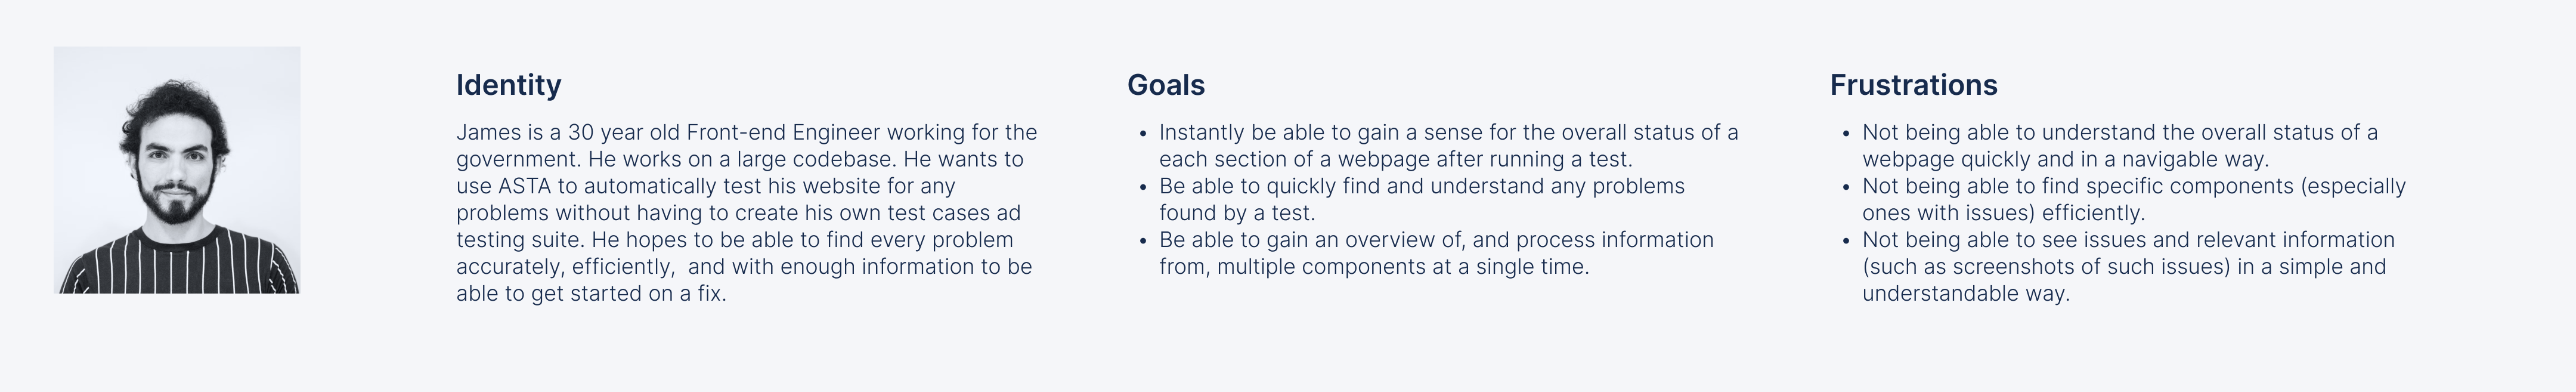 Identity
James is a 30 year old Front-end Engineer working for the
government. He works on a large codebase. He wants to
use ASTA to automatically test his website for any
problems without having to create his own test cases ad
testing suite. He hopes to be able to find every problem
accurately, efficiently,  and with enough information to be
able to get started on a fix.
Goals
• Instantly be able to gain a sense for the overall status of a
each section of a webpage after running a test.
• Be able to quickly find and understand any problems
found by a test.
• Be able to gain an overview of, and process information
from, multiple components at a single time.
Frustrations
• Not being able to understand the overall status of a
webpage quickly and in a navigable way.
• Not being able to find specific components (especially
ones with issues) efficiently.
• Not being able to see issues and relevant information
(such as screenshots of such issues) in a simple and
understandable way.